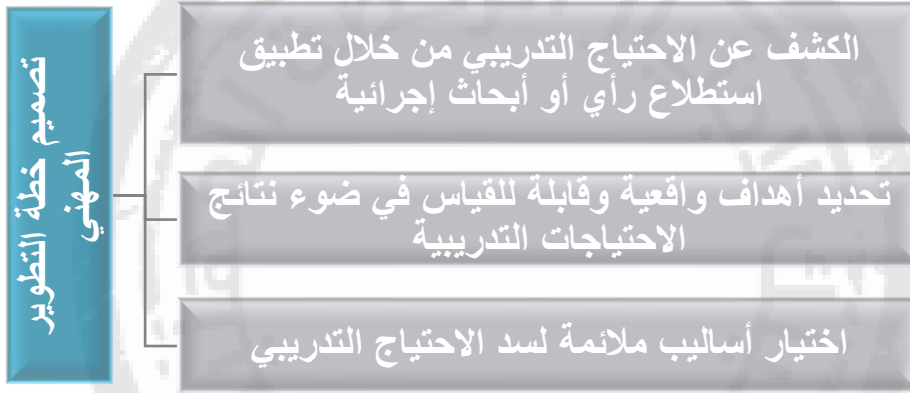 تصميم خطة التطوير
المهني
الكشف عن الاحتياج التدريبي من خلال تطبيق
استطلاع رأي أو أبحاث إجرائية
تحديد أهداف واقعية وقابلة للقياس في ضوء نتائج
الاحتياجات التدريبية
اختيار أساليب ملائمة لسد الاحتياج التدريبي